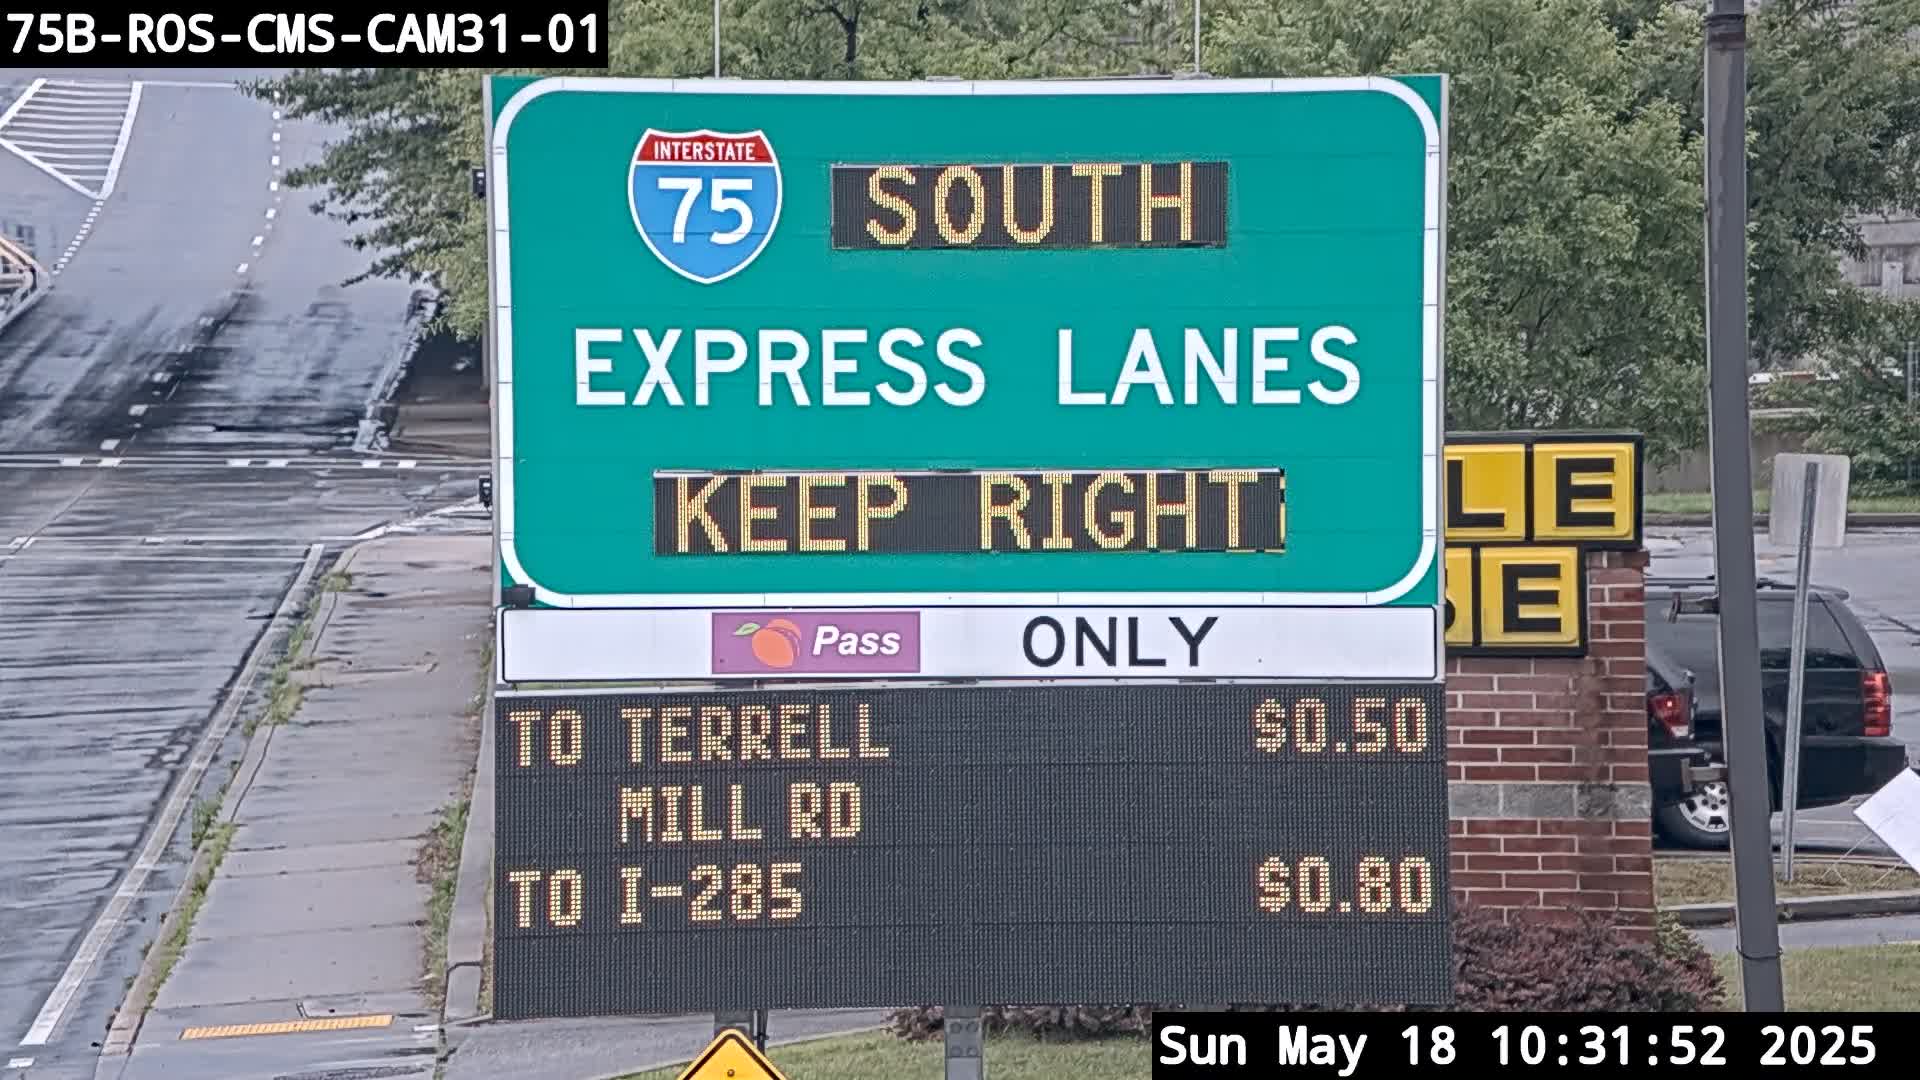 75B-ROS-CMS-CAM31-01
INTERSTATE
75
SOUTH
EXPRESS LANES
KEEP RIGHT
Pass ONLY
TO TERRELL $0.50
MILL RD
TO I-285 $0.80
LE
E
Sun May 18 10:31:52 2025